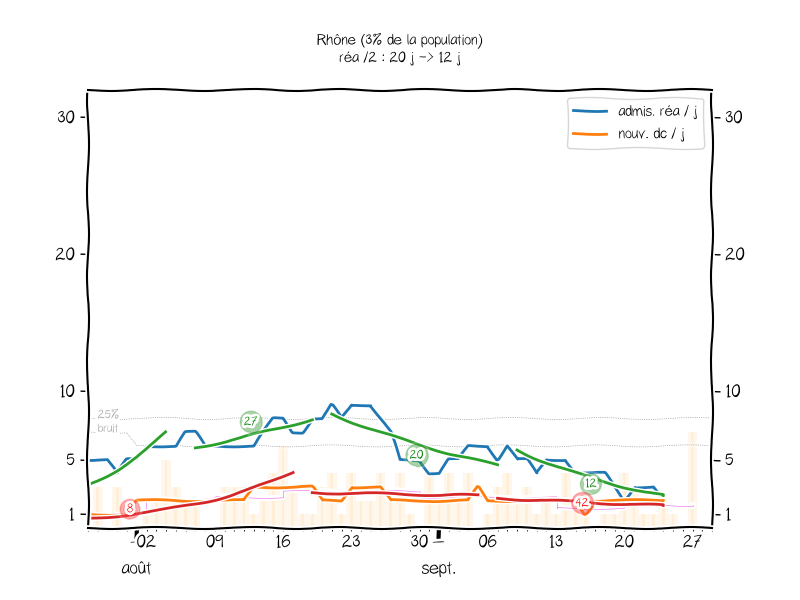 Rhône (3% de la population)
réa /2 : 20 j -> 12 j
admis. réa / j
nouv. dc / j
30 30
20 20
10 10
5 5
1 1
25%
bruit
27
20
12
8
42
02 09 16 23 30 06 13 20 27
août sept.